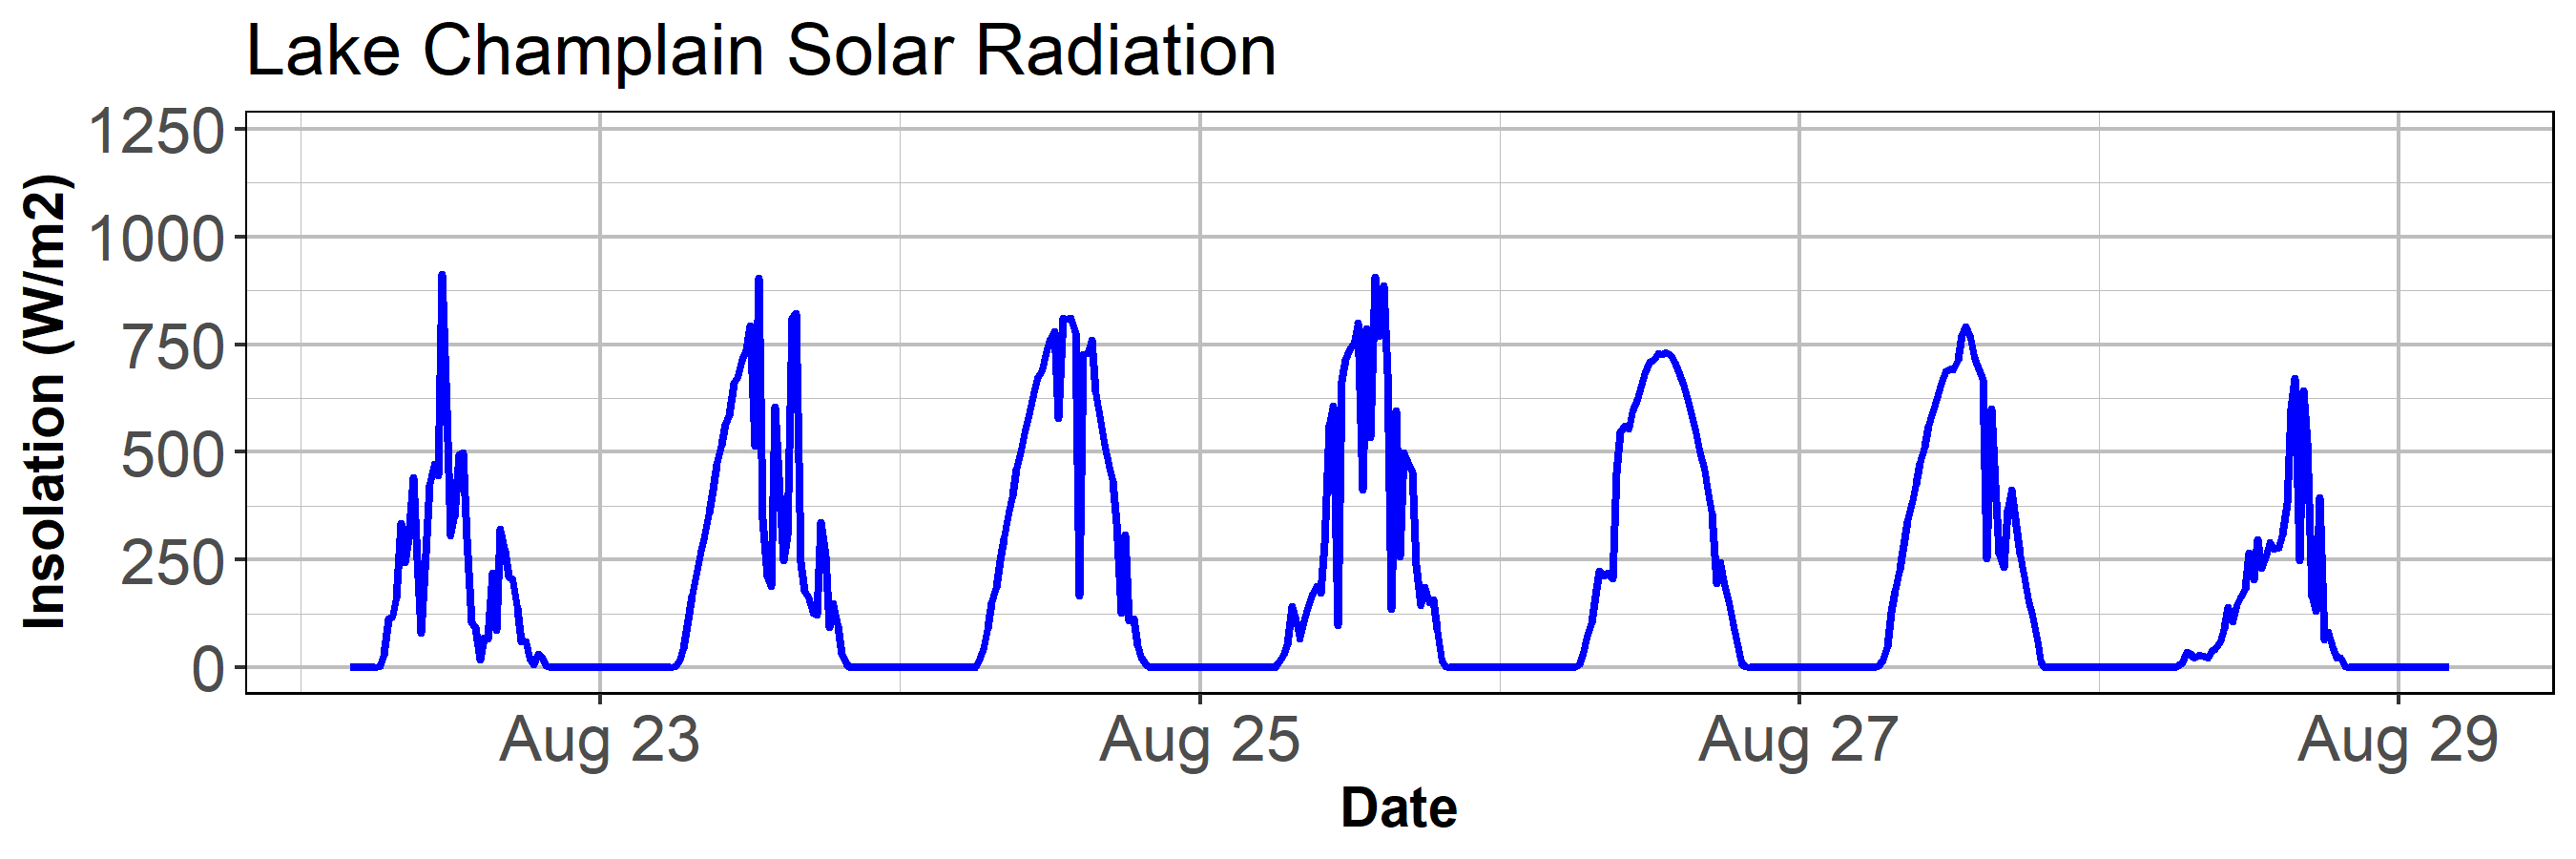 Lake Champlain Solar Radiation
Insolation (W/m2)
1250
1000
750
500
250
0
Aug 23 Aug 25 Aug 27 Aug 29
Date